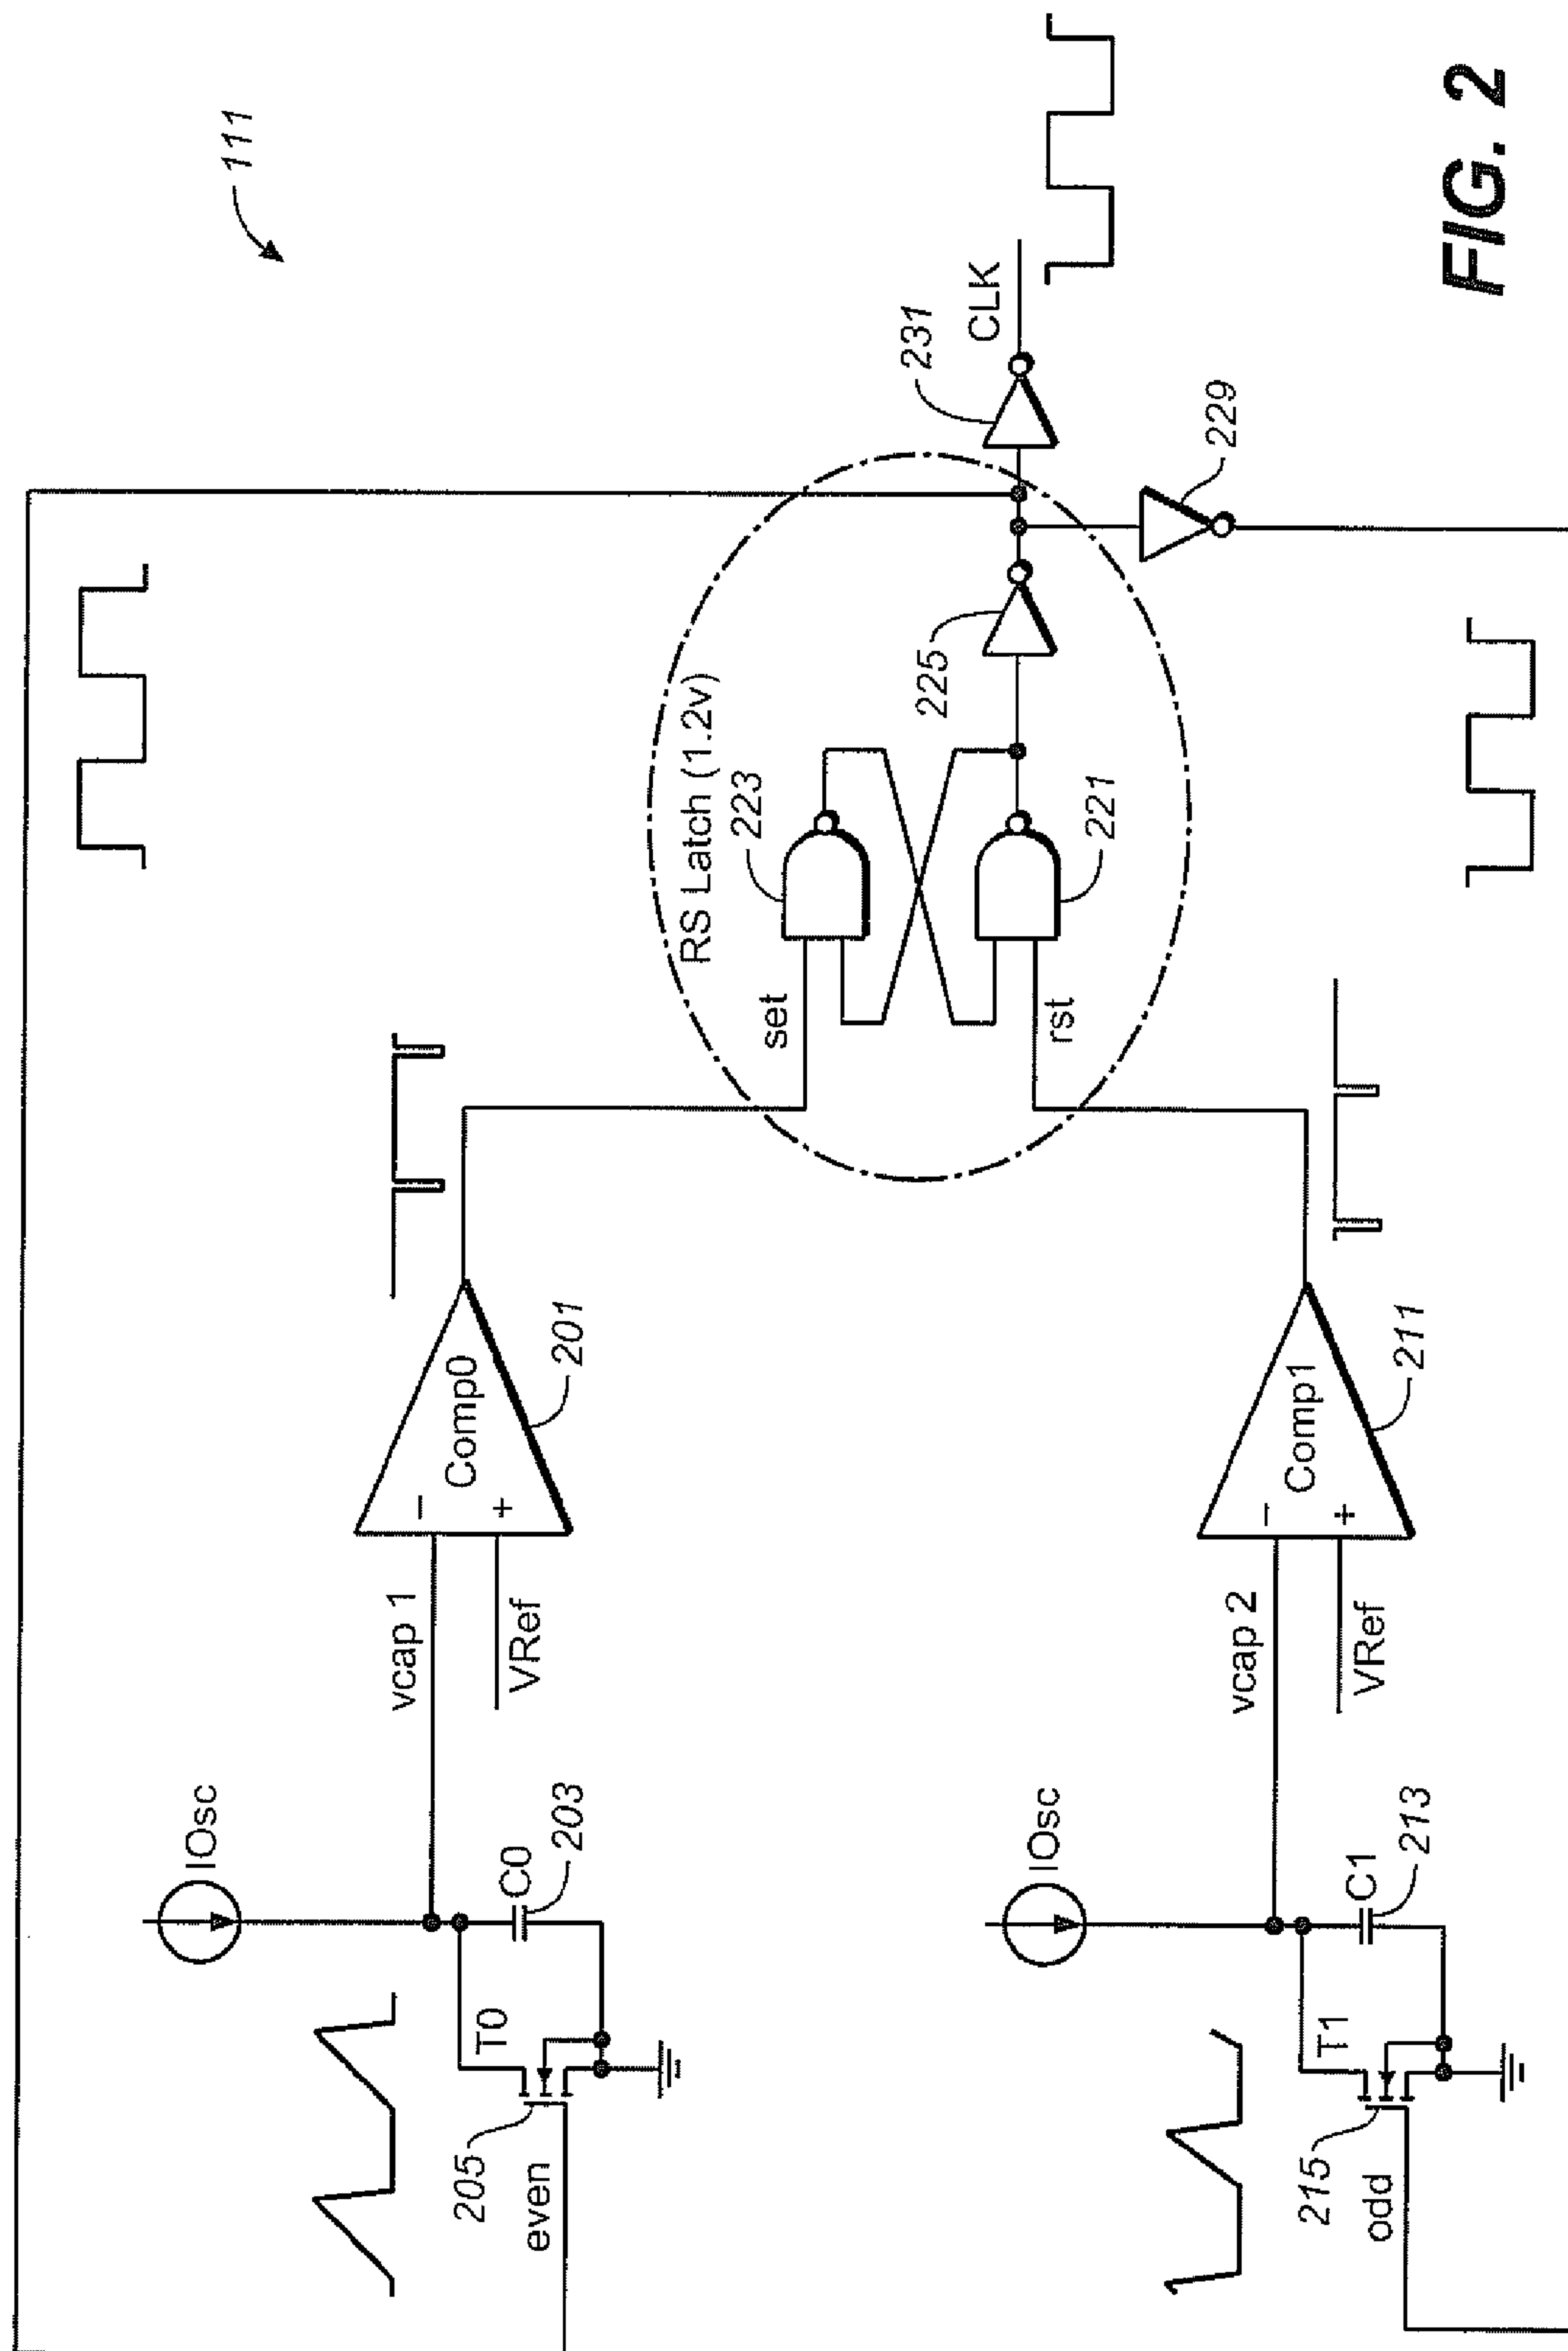 111
IOsc
C0
203
T0
205
even
vcap 1
VRef
−
+
Comp0
201
set
RS Latch (1.2v)
223
225
231
CLK
229
221
rst
IOsc
C1
213
T1
215
odd
vcap 2
VRef
−
+
Comp1
211
FIG. 2